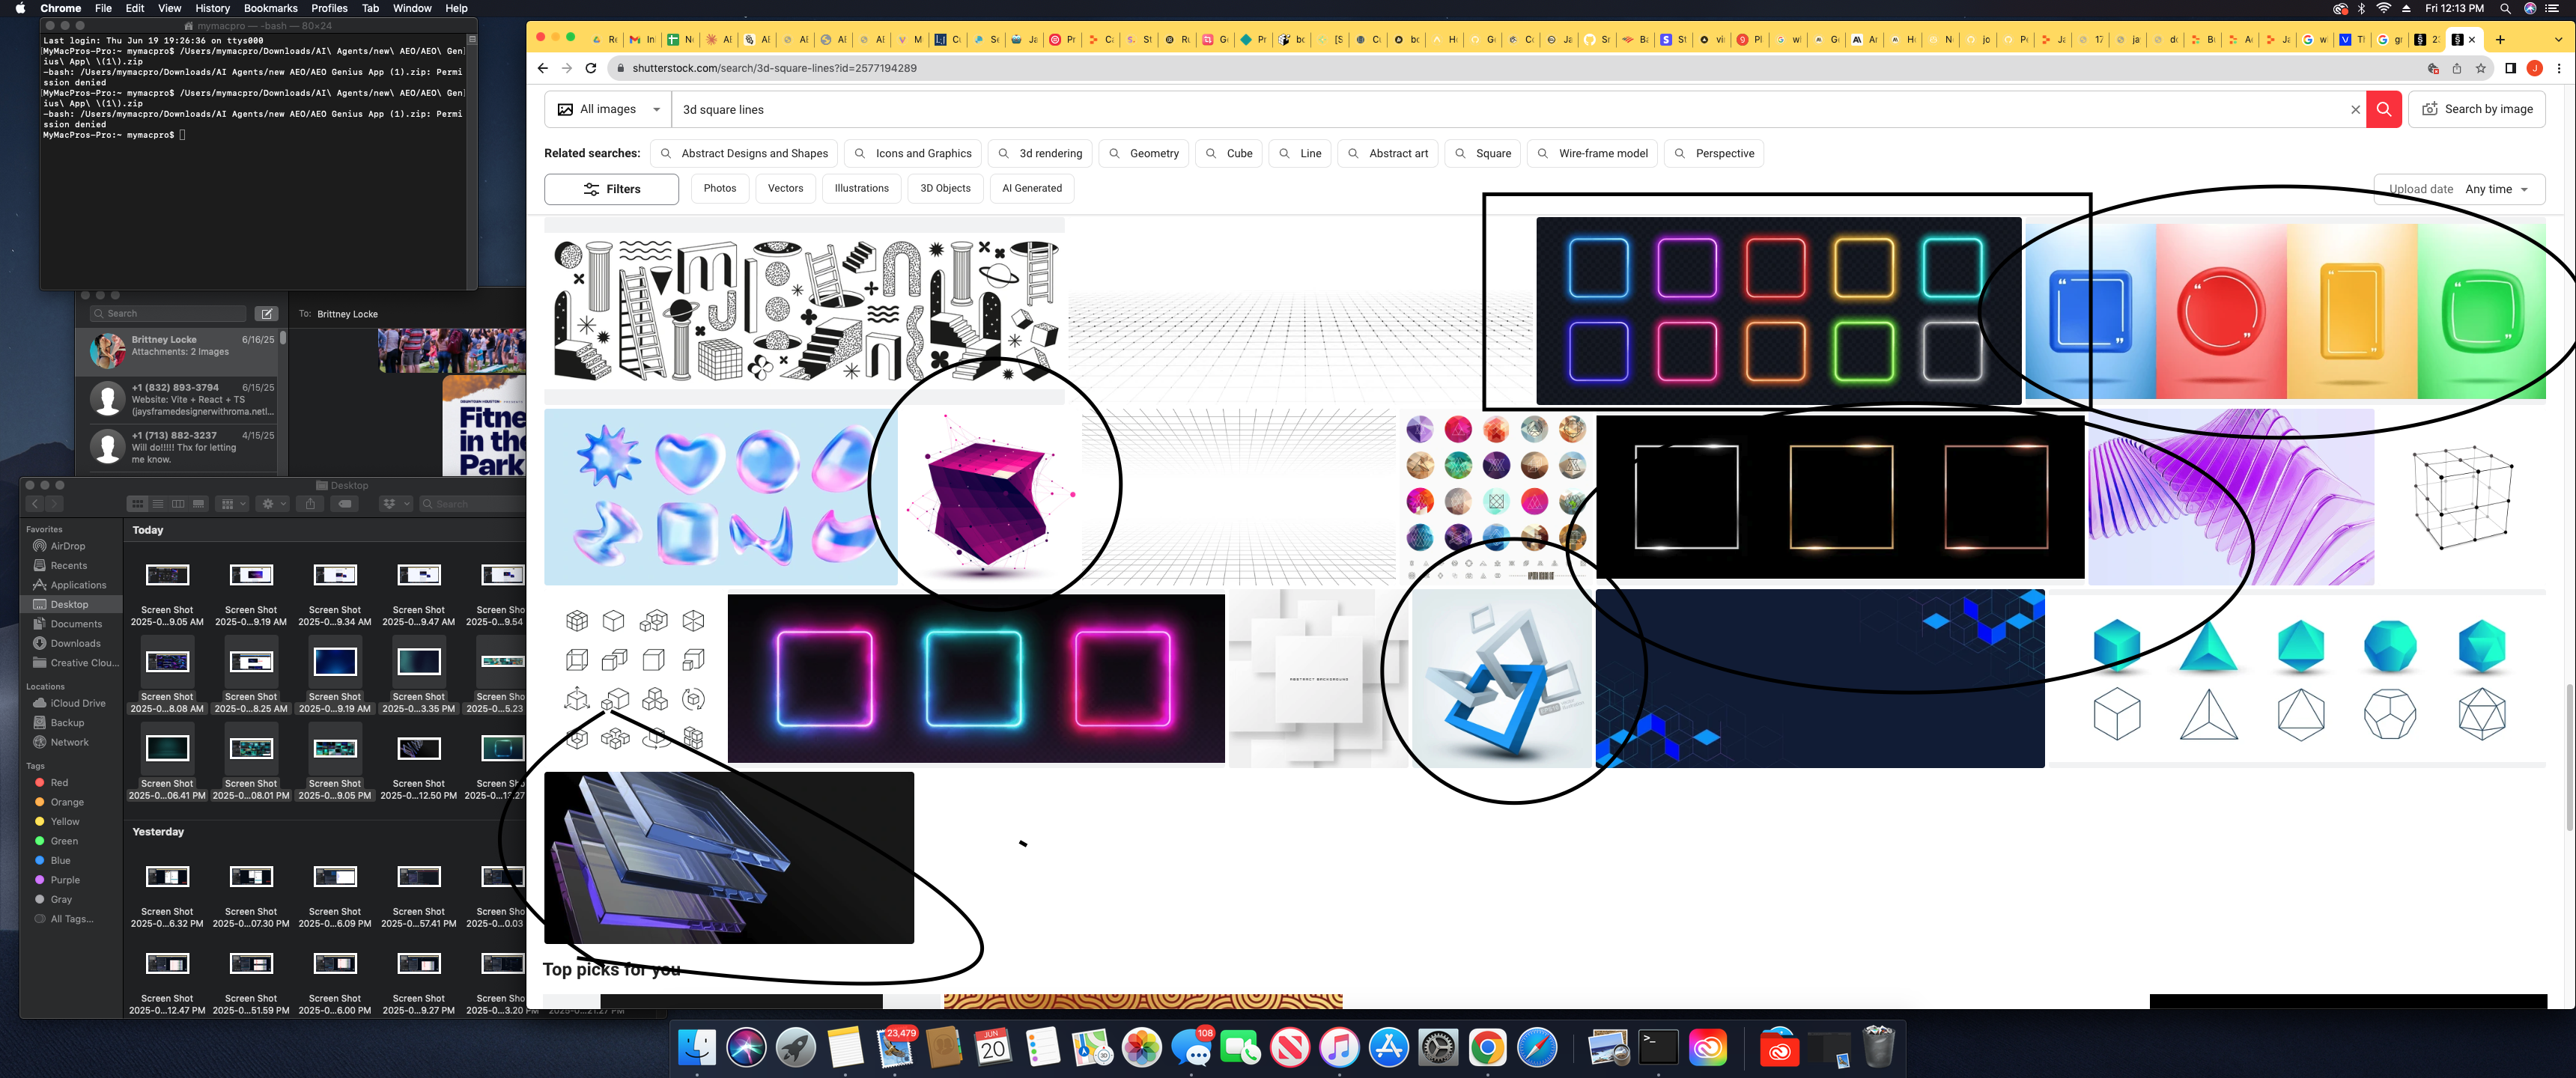 Chrome File Edit View History Bookmarks Profiles Tab Window Help
Fri 12:13 PM
mymacpro — -bash — 80×24
Last login: Thu Jun 19 19:26:36 on ttys000
[MyMacPros-Pro:~ mymacpro$ /Users/mymacpro/Downloads/AI\ Agents/new\ AEO/AEO\ Gen]
ius\ App\ \(1\).zip
-bash: /Users/mymacpro/Downloads/AI Agents/new AEO/AEO Genius App (1).zip: Permi
ssion denied
[MyMacPros-Pro:~ mymacpro$ /Users/mymacpro/Downloads/AI\ Agents/new\ AEO/AEO\ Gen]
ius\ App\ \(1\).zip
-bash: /Users/mymacpro/Downloads/AI Agents/new AEO/AEO Genius App (1).zip: Permi
ssion denied
MyMacPros-Pro:~ mymacpro$
Search
To: Brittney Locke
Brittney Locke 6/16/25
Attachments: 2 Images
+1 (832) 893-3794 6/15/25
Website: Vite + React + TS
(jaysframedesignerwithroma.netl...
+1 (713) 882-3237 4/15/25
Will do!!!!! Thx for letting
me know.
Fitne
in the
Park
Desktop
Search
Favorites
AirDrop
Recents
Applications
Desktop
Documents
Downloads
Creative Clou...
Locations
iCloud Drive
Backup
Network
Tags
Red
Orange
Yellow
Green
Blue
Purple
Gray
All Tags...
Today
Screen Shot Screen Shot Screen Shot Screen Shot Screen Shot
2025-0...9.05 AM 2025-0...9.19 AM 2025-0...9.34 AM 2025-0...9.47 AM 2025-0...9.54
Screen Shot Screen Shot Screen Shot Screen Shot Screen Shot
2025-0...8.08 AM 2025-0...8.25 AM 2025-0...9.19 AM 2025-0...3.35 PM 2025-0...5.23
Screen Shot Screen Shot Screen Shot Screen Shot Screen Shot
2025-0...06.41 PM 2025-0...08.01 PM 2025-0...9.05 PM 2025-0...12.50 PM 2025-0...13.27
Yesterday
Screen Shot Screen Shot Screen Shot Screen Shot Screen Shot
2025-0...6.32 PM 2025-0...07.30 PM 2025-0...6.09 PM 2025-0...57.41 PM 2025-0...0.03
Screen Shot Screen Shot Screen Shot Screen Shot Screen Shot
2025-0...12.47 PM 2025-0...51.59 PM 2025-0...6.00 PM 2025-0...9.27 PM 2025-0...3.20 PM
shutterstock.com/search/3d-square-lines?id=2577194289
All images
3d square lines
Search by image
Related searches:
Abstract Designs and Shapes
Icons and Graphics
3d rendering
Geometry
Cube
Line
Abstract art
Square
Wire-frame model
Perspective
Filters
Photos
Vectors
Illustrations
3D Objects
AI Generated
Upload date Any time
ABSTRACT BACKGROUND
Top picks for you
23,479
JUN
20
108